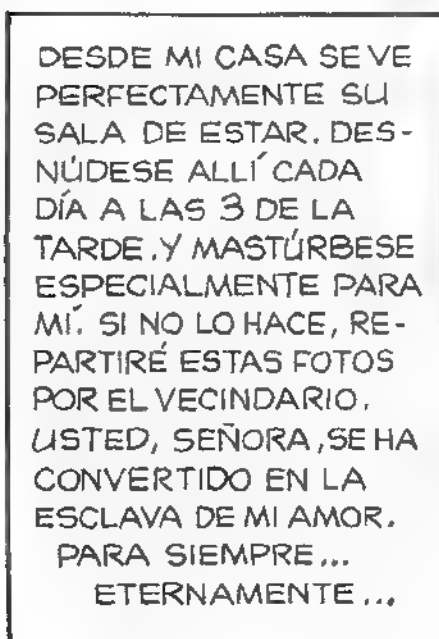 DESDE MI CASA SE VE
PERFECTAMENTE SU
SALA DE ESTAR. DES-
NÚDESE ALLÍ CADA
DÍA A LAS 3 DE LA
TARDE. Y MASTÚRBESE
ESPECIALMENTE PARA
MÍ. SI NO LO HACE, RE-
PARTIRÉ ESTAS FOTOS
POR EL VECINDARIO.
USTED, SEÑORA, SE HA
CONVERTIDO EN LA
ESCLAVA DE MI AMOR.
PARA SIEMPRE...
ETERNAMENTE...